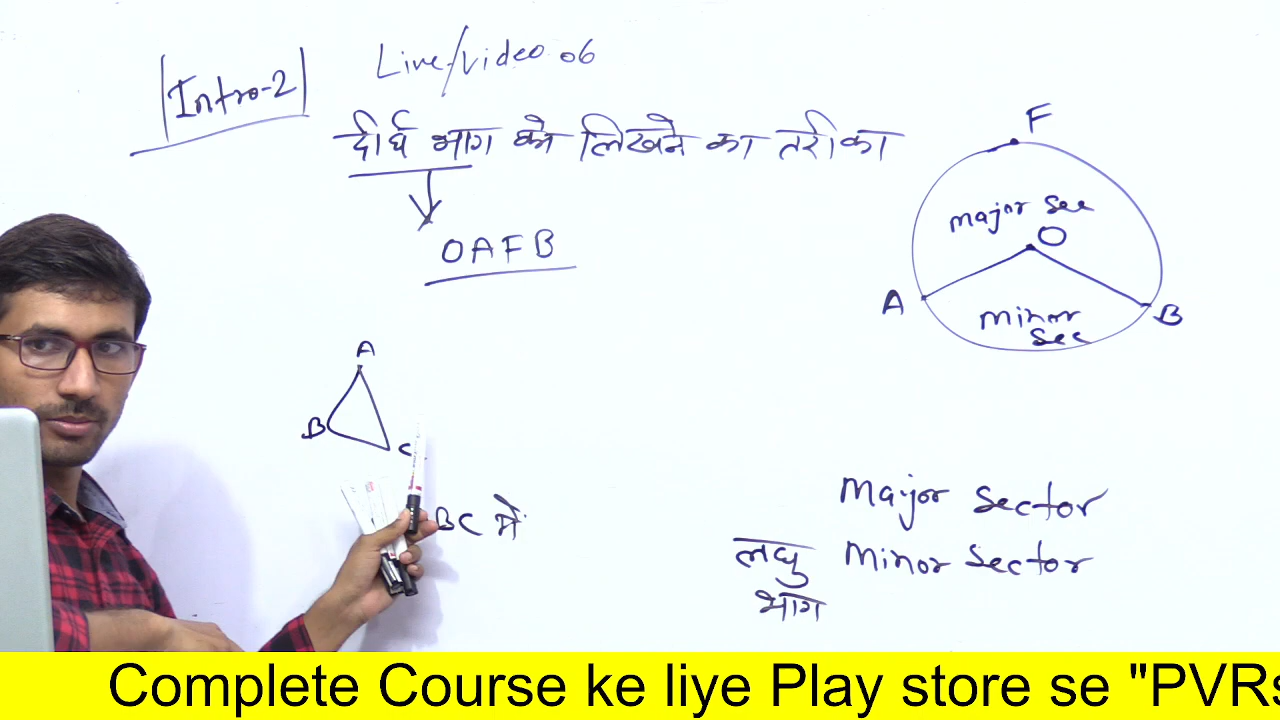 Intro-2
Live/Video 06
दीर्घ भाग को लिखने का तरीका
OAFB
F
Major Sec
O
A
B
Minor
Sec
A
B
C
BC में
Major Sector
लघु Minor Sector
भाग
Complete Course ke liye Play store se "PVRs